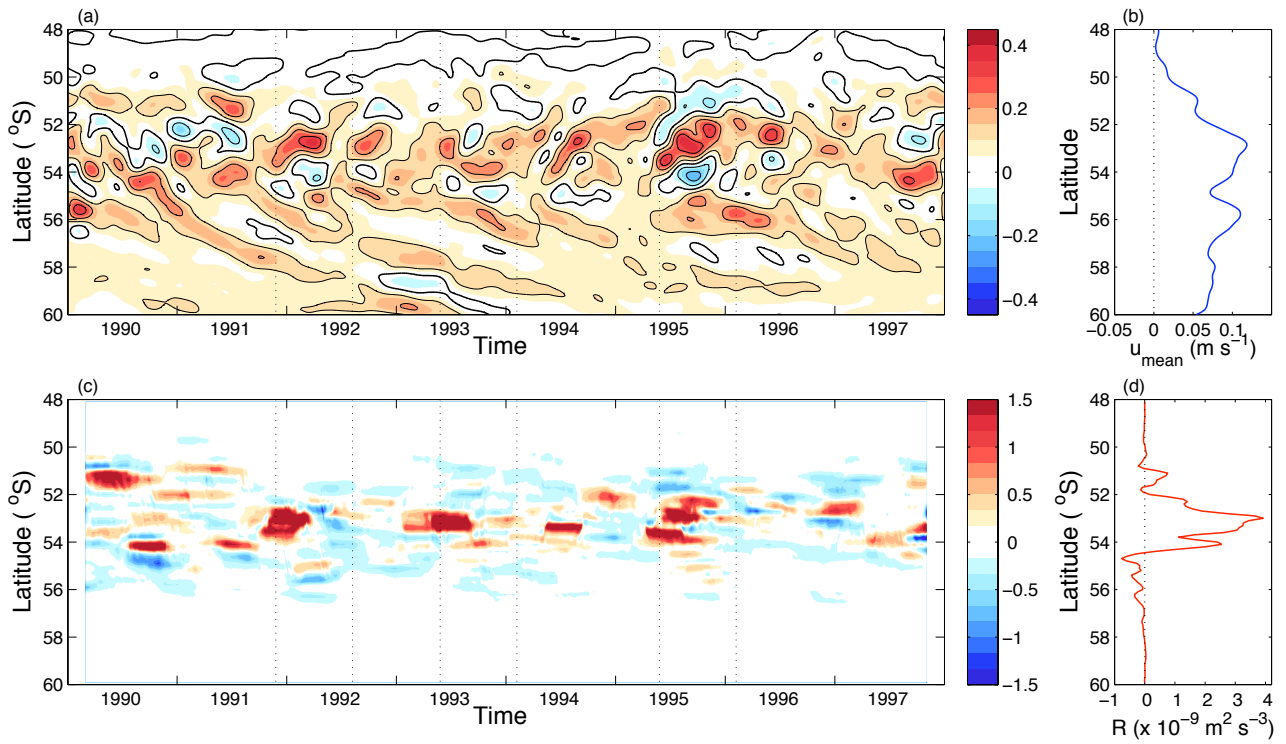 (a)
48
50
52
54
56
58
60
Latitude ( °S)
1990 1991 1992 1993 1994 1995 1996 1997
Time
0.4
0.2
0
−0.2
−0.4
(b)
48
50
52
54
56
58
60
Latitude
−0.05 0 0.05 0.1
u mean (m s−1)
(c)
48
50
52
54
56
58
60
Latitude ( °S)
1990 1991 1992 1993 1994 1995 1996 1997
Time
1.5
1
0.5
0
−0.5
−1
−1.5
(d)
48
50
52
54
56
58
60
Latitude ( °S)
−1 0 1 2 3 4
R (x 10−9 m2 s−3)